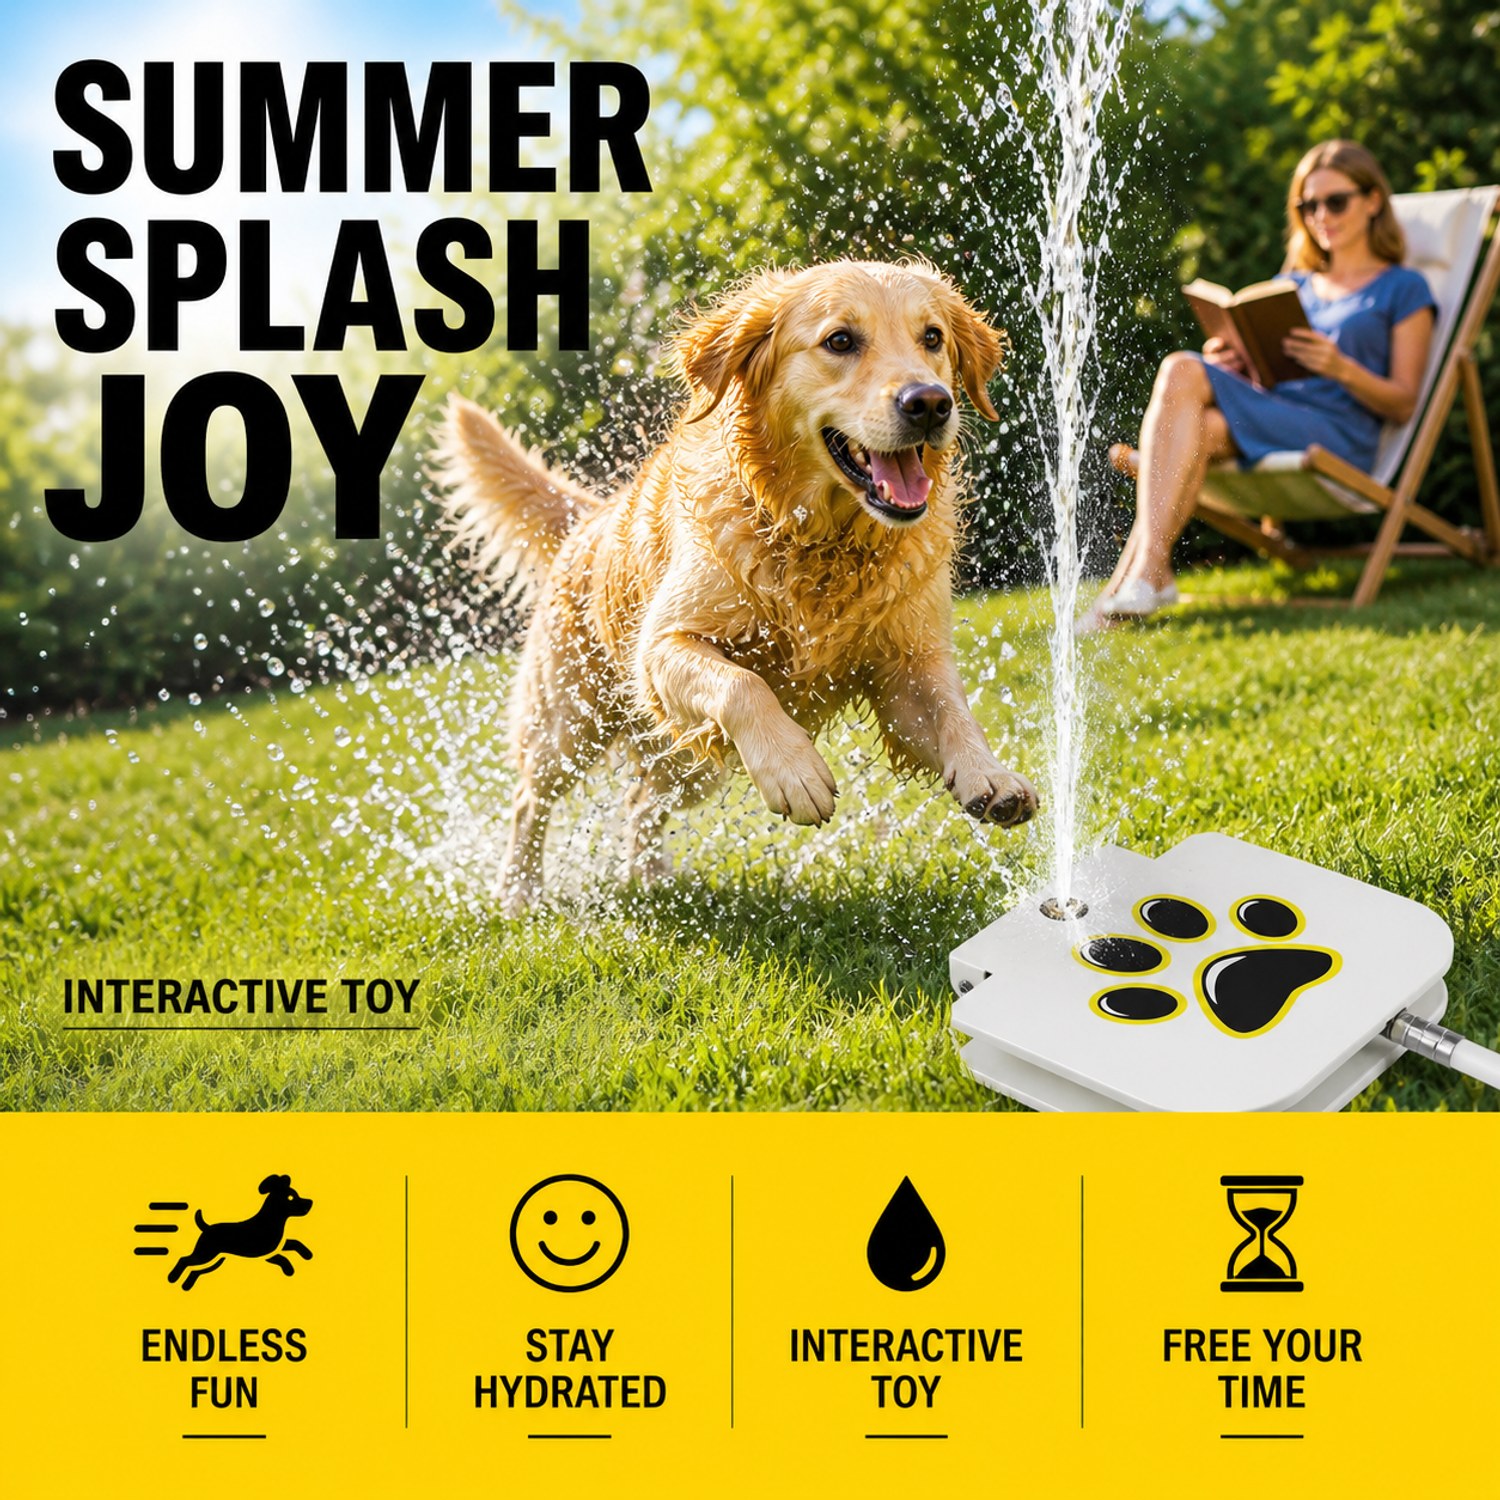 SUMMER
SPLASH
JOY
INTERACTIVE TOY
ENDLESS
FUN
STAY
HYDRATED
INTERACTIVE
TOY
FREE YOUR
TIME